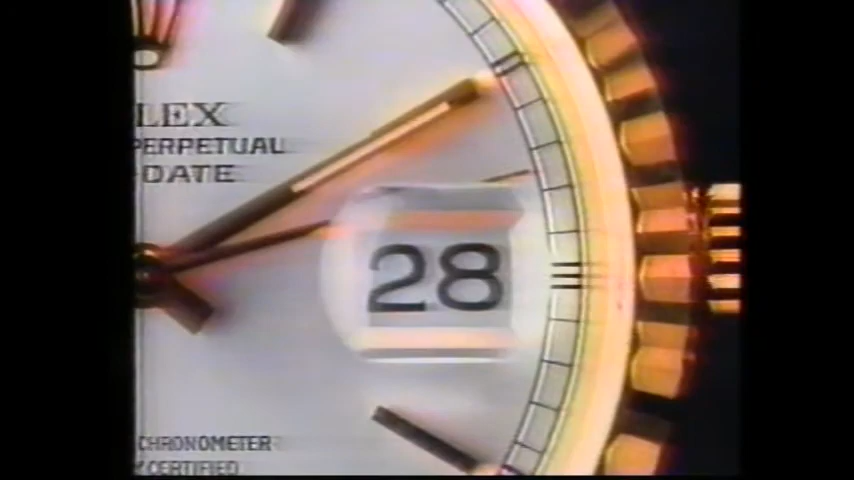 LEX
PERPETUAL
-DATE
28
CHRONOMETER
Y CERTIFIED